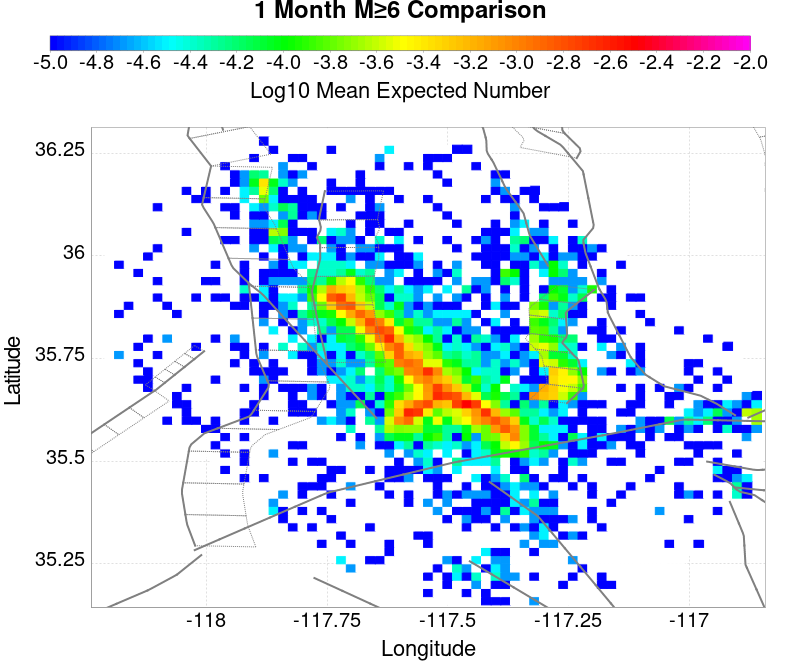 1 Month M≥6 Comparison
-5.0 -4.8 -4.6 -4.4 -4.2 -4.0 -3.8 -3.6 -3.4 -3.2 -3.0 -2.8 -2.6 -2.4 -2.2 -2.0
Log10 Mean Expected Number
36.25
36
35.75
35.5
35.25
Latitude
-118 -117.75 -117.5 -117.25 -117
Longitude